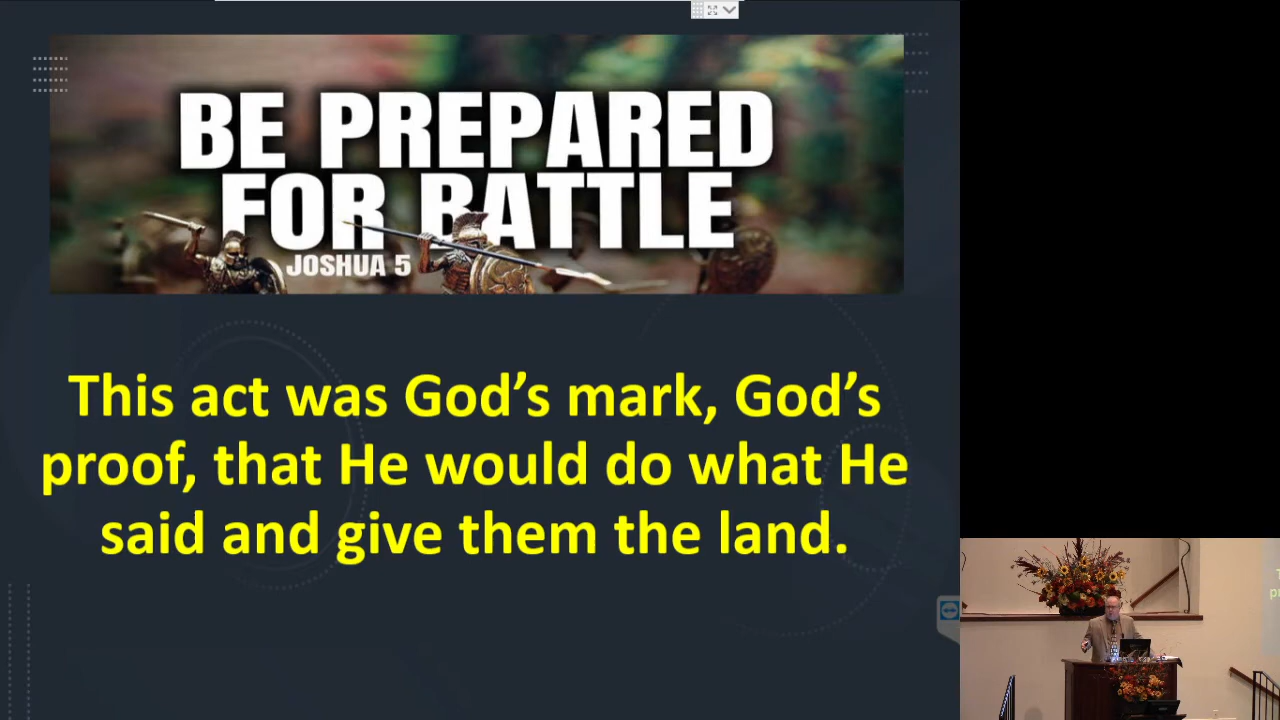 BE PREPARED
FOR BATTLE
JOSHUA 5
This act was God's mark, God's
proof, that He would do what He
said and give them the land.